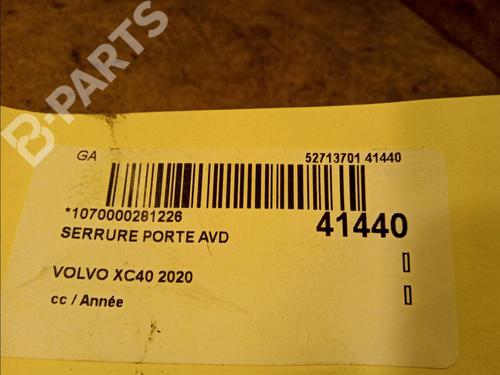 B-PARTS
GA 52713701 41440
*1070000281226 41440
SERRURE PORTE AVD
VOLVO XC40 2020
cc / Année